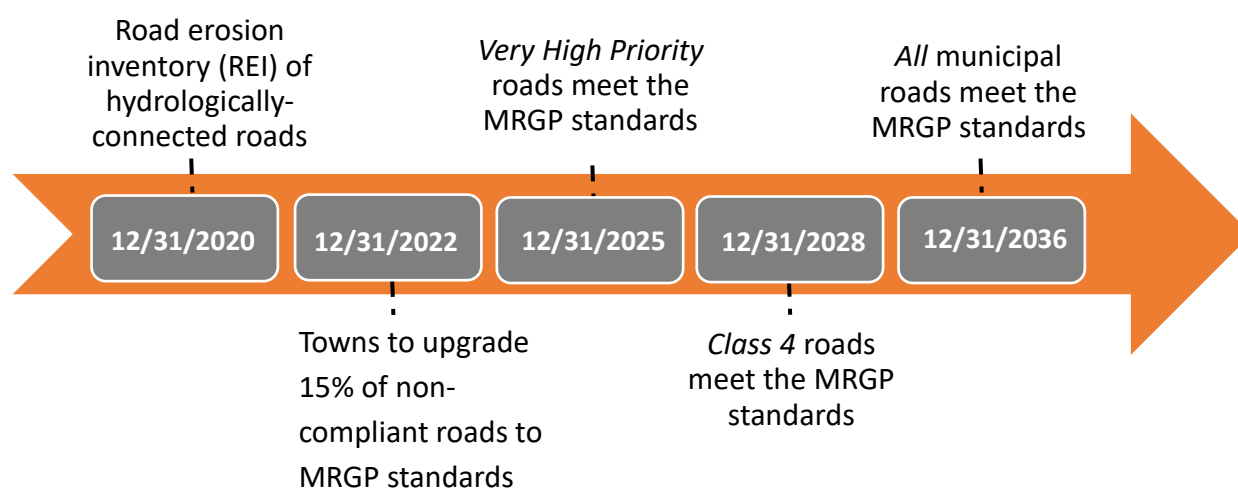 Road erosion
inventory (REI) of
hydrologically-
connected roads
Very High Priority
roads meet the
MRGP standards
All municipal
roads meet the
MRGP standards
12/31/2020
12/31/2022
12/31/2025
12/31/2028
12/31/2036
Towns to upgrade
15% of non-
compliant roads to
MRGP standards
Class 4 roads
meet the MRGP
standards